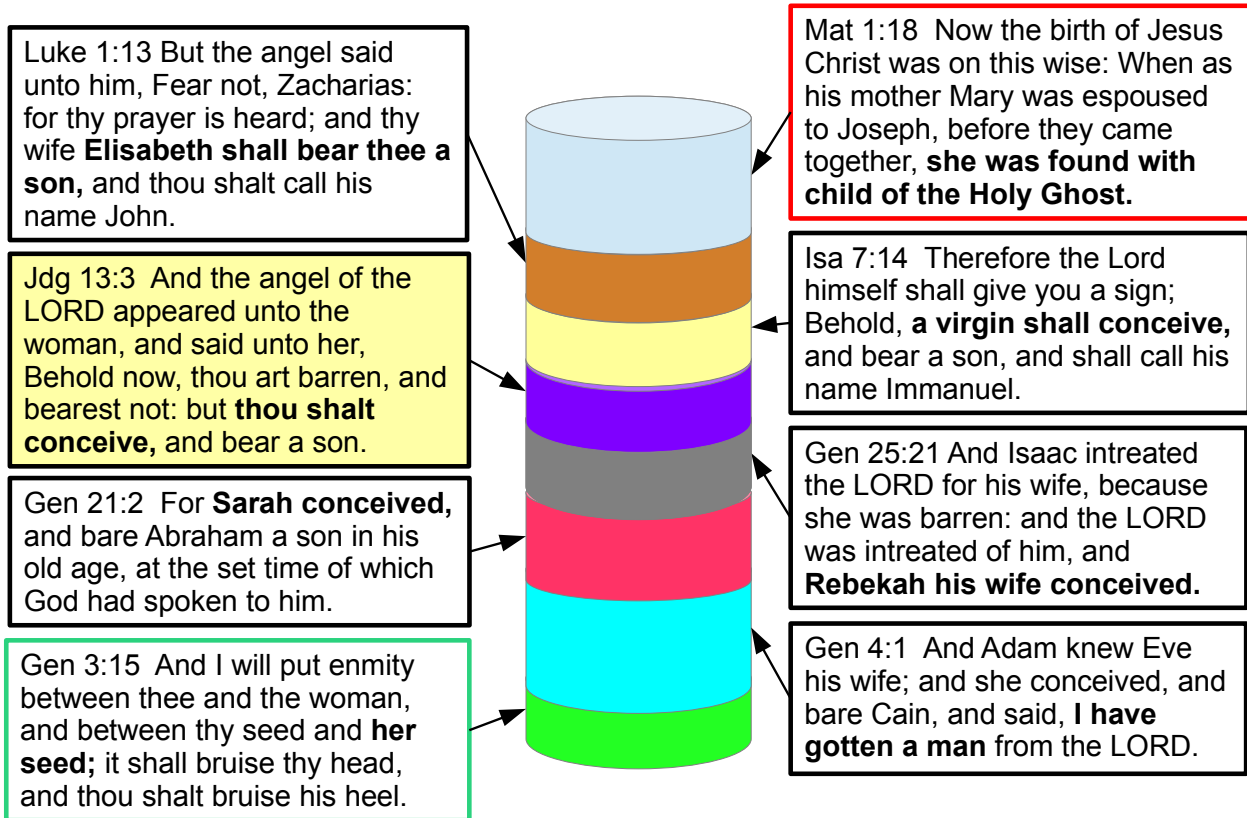 Luke 1:13 But the angel said
unto him, Fear not, Zacharias:
for thy prayer is heard; and thy
wife Elisabeth shall bear thee a
son, and thou shalt call his
name John.
Jdg 13:3  And the angel of the
LORD appeared unto the
woman, and said unto her,
Behold now, thou art barren, and
bearest not: but thou shalt
conceive, and bear a son.
Gen 21:2  For Sarah conceived,
and bare Abraham a son in his
old age, at the set time of which
God had spoken to him.
Gen 3:15  And I will put enmity
between thee and the woman,
and between thy seed and her
seed; it shall bruise thy head,
and thou shalt bruise his heel.
Mat 1:18  Now the birth of Jesus
Christ was on this wise: When as
his mother Mary was espoused
to Joseph, before they came
together, she was found with
child of the Holy Ghost.
Isa 7:14  Therefore the Lord
himself shall give you a sign;
Behold, a virgin shall conceive,
and bear a son, and shall call his
name Immanuel.
Gen 25:21 And Isaac intreated
the LORD for his wife, because
she was barren: and the LORD
was intreated of him, and
Rebekah his wife conceived.
Gen 4:1  And Adam knew Eve
his wife; and she conceived, and
bare Cain, and said, I have
gotten a man from the LORD.